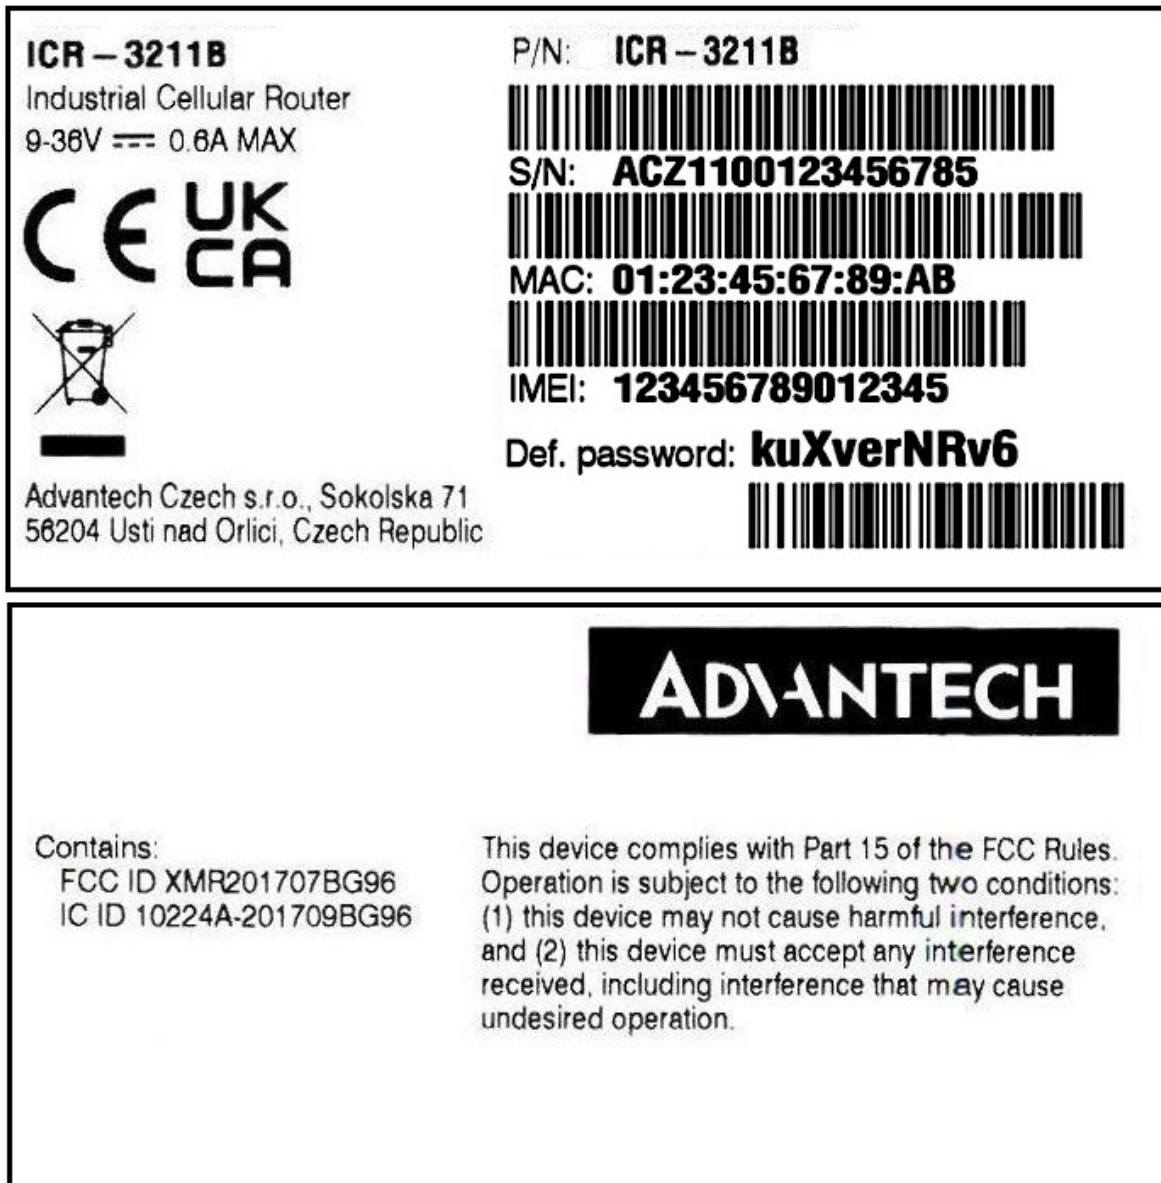 ICR – 3211B
Industrial Cellular Router
9-36V 0.6A MAX
CE UK
CA
Advantech Czech s.r.o., Sokolska 71
56204 Usti nad Orlici, Czech Republic
P/N: ICR – 3211B
S/N: ACZ1100123456785
MAC: 01:23:45:67:89:AB
IMEI: 123456789012345
Def. password: kuXverNRv6
ADVANTECH
Contains:
FCC ID XMR201707BG96
IC ID 10224A-201709BG96
This device complies with Part 15 of the FCC Rules.
Operation is subject to the following two conditions:
(1) this device may not cause harmful interference,
and (2) this device must accept any interference
received, including interference that may cause
undesired operation.